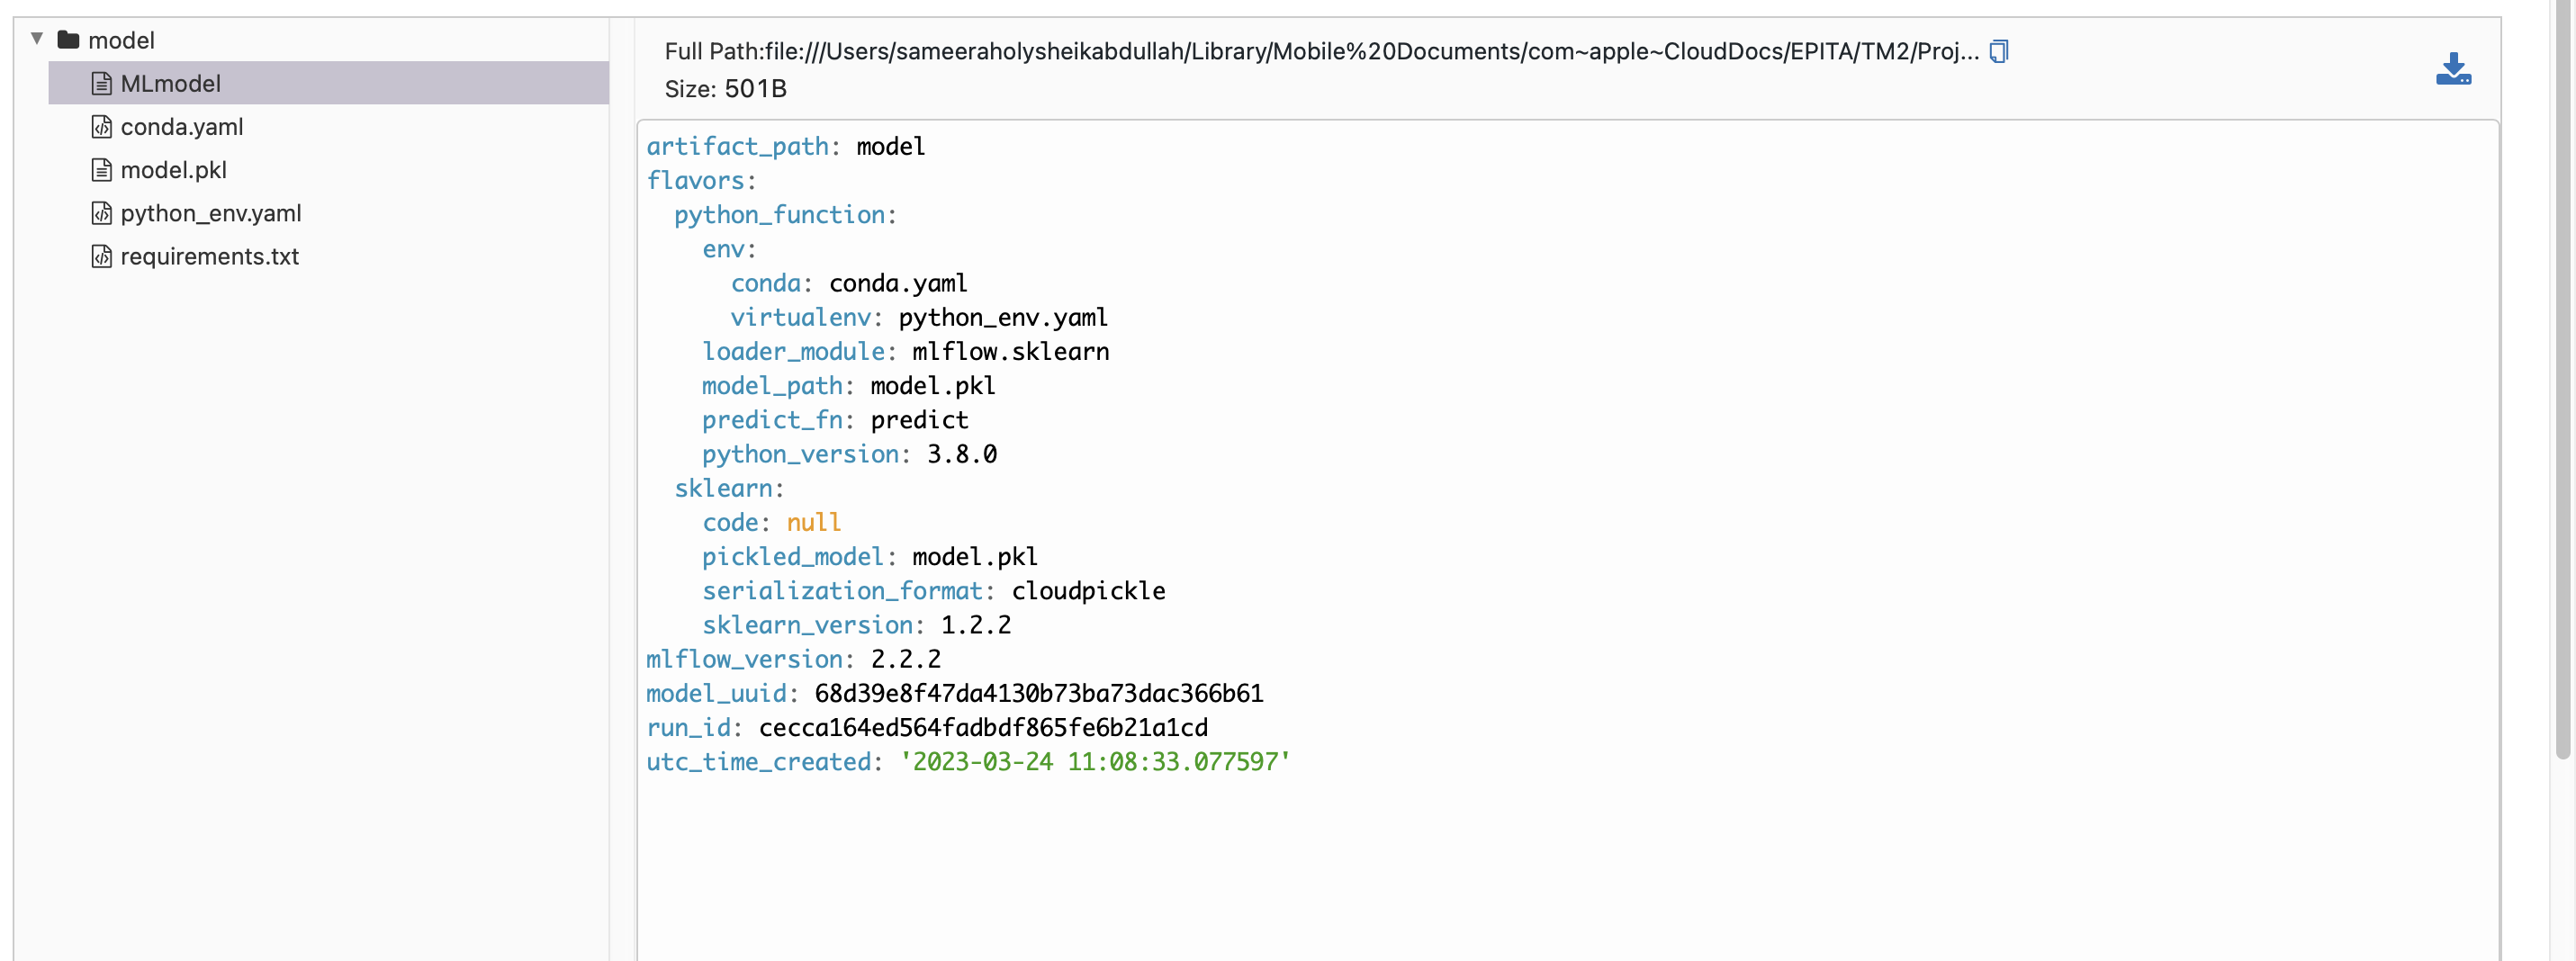 model
MLmodel
conda.yaml
model.pkl
python_env.yaml
requirements.txt
Full Path:file:///Users/sameeraholysheikabdullah/Library/Mobile%20Documents/com~apple~CloudDocs/EPITA/TM2/Proj...
Size: 501B
artifact_path: model
flavors:
  python_function:
    env:
      conda: conda.yaml
      virtualenv: python_env.yaml
    loader_module: mlflow.sklearn
    model_path: model.pkl
    predict_fn: predict
    python_version: 3.8.0
  sklearn:
    code: null
    pickled_model: model.pkl
    serialization_format: cloudpickle
    sklearn_version: 1.2.2
mlflow_version: 2.2.2
model_uuid: 68d39e8f47da4130b73ba73dac366b61
run_id: cecca164ed564fadbdf865fe6b21a1cd
utc_time_created: '2023-03-24 11:08:33.077597'